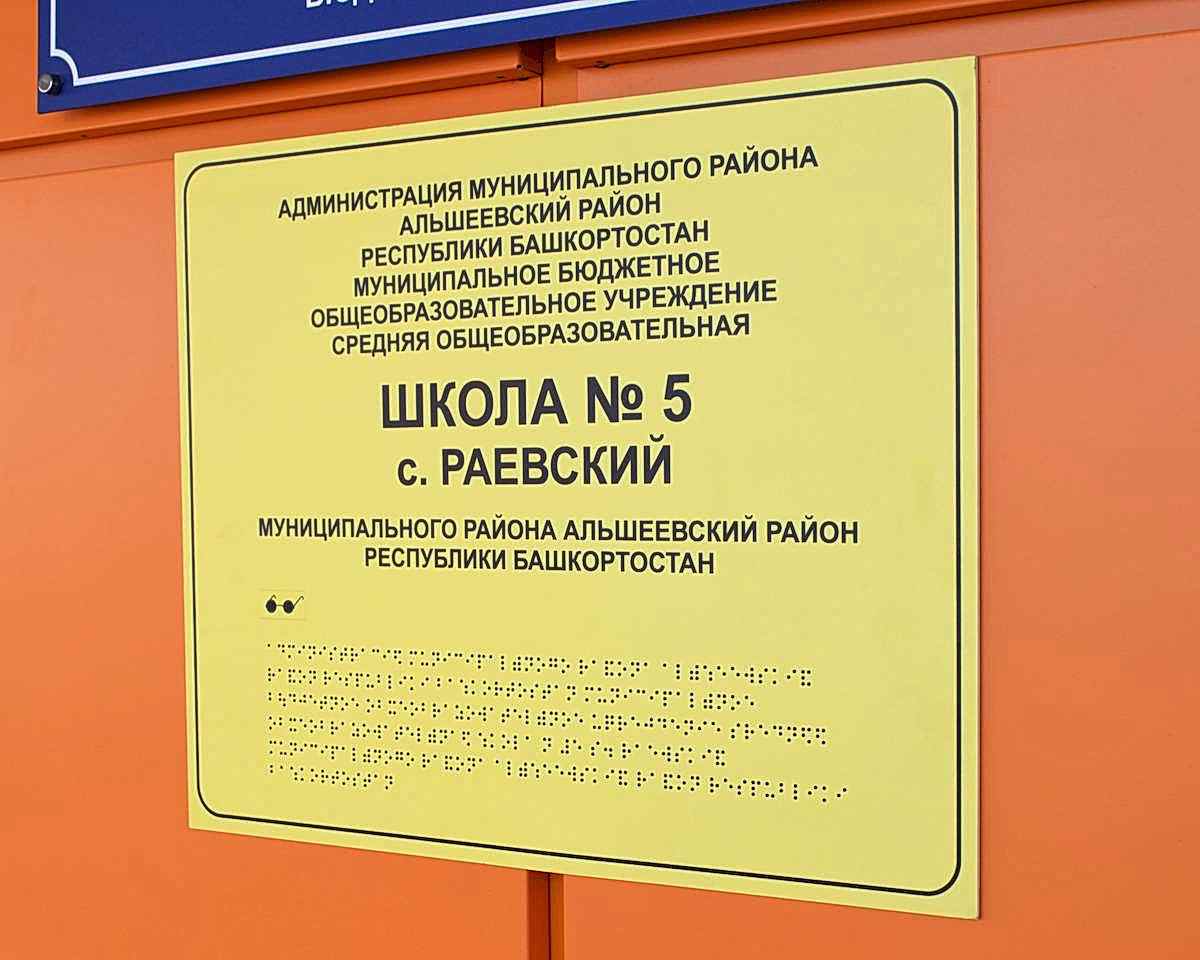 АДМИНИСТРАЦИЯ МУНИЦИПАЛЬНОГО РАЙОНА
АЛЬШЕЕВСКИЙ РАЙОН
РЕСПУБЛИКИ БАШКОРТОСТАН
МУНИЦИПАЛЬНОЕ БЮДЖЕТНОЕ
ОБЩЕОБРАЗОВАТЕЛЬНОЕ УЧРЕЖДЕНИЕ
СРЕДНЯЯ ОБЩЕОБРАЗОВАТЕЛЬНАЯ
ШКОЛА № 5
с. РАЕВСКИЙ
МУНИЦИПАЛЬНОГО РАЙОНА АЛЬШЕЕВСКИЙ РАЙОН
РЕСПУБЛИКИ БАШКОРТОСТАН